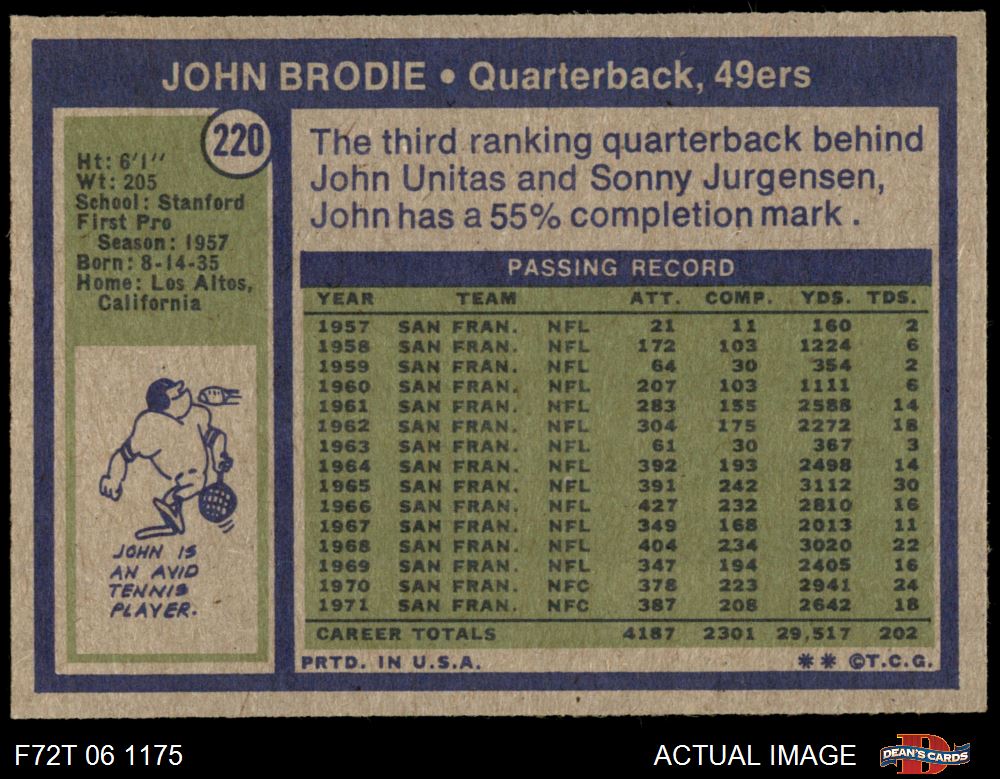 JOHN BRODIE • Quarterback, 49ers
220
Ht: 6'1"
Wt: 205
School: Stanford
First Pro
Season: 1957
Born: 8-14-35
Home: Los Altos,
California
JOHN IS
AN AVID
TENNIS
PLAYER.
The third ranking quarterback behind
John Unitas and Sonny Jurgensen,
John has a 55% completion mark.
PASSING RECORD
YEAR TEAM ATT. COMP. YDS. TDS.
1957 SAN FRAN. NFL 21 11 160 2
1958 SAN FRAN. NFL 172 103 1224 6
1959 SAN FRAN. NFL 64 30 354 2
1960 SAN FRAN. NFL 207 103 1111 6
1961 SAN FRAN. NFL 283 155 2588 14
1962 SAN FRAN. NFL 304 175 2272 18
1963 SAN FRAN. NFL 61 30 367 3
1964 SAN FRAN. NFL 392 193 2498 14
1965 SAN FRAN. NFL 391 242 3112 30
1966 SAN FRAN. NFL 427 232 2810 16
1967 SAN FRAN. NFL 349 168 2013 11
1968 SAN FRAN. NFL 404 234 3020 22
1969 SAN FRAN. NFL 347 194 2405 16
1970 SAN FRAN. NFC 378 223 2941 24
1971 SAN FRAN. NFC 387 208 2642 18
CAREER TOTALS 4187 2301 29,517 202
PRTD. IN U.S.A. ** ©T.C.G.
F72T 06 1175 ACTUAL IMAGE DEAN'S CARDS